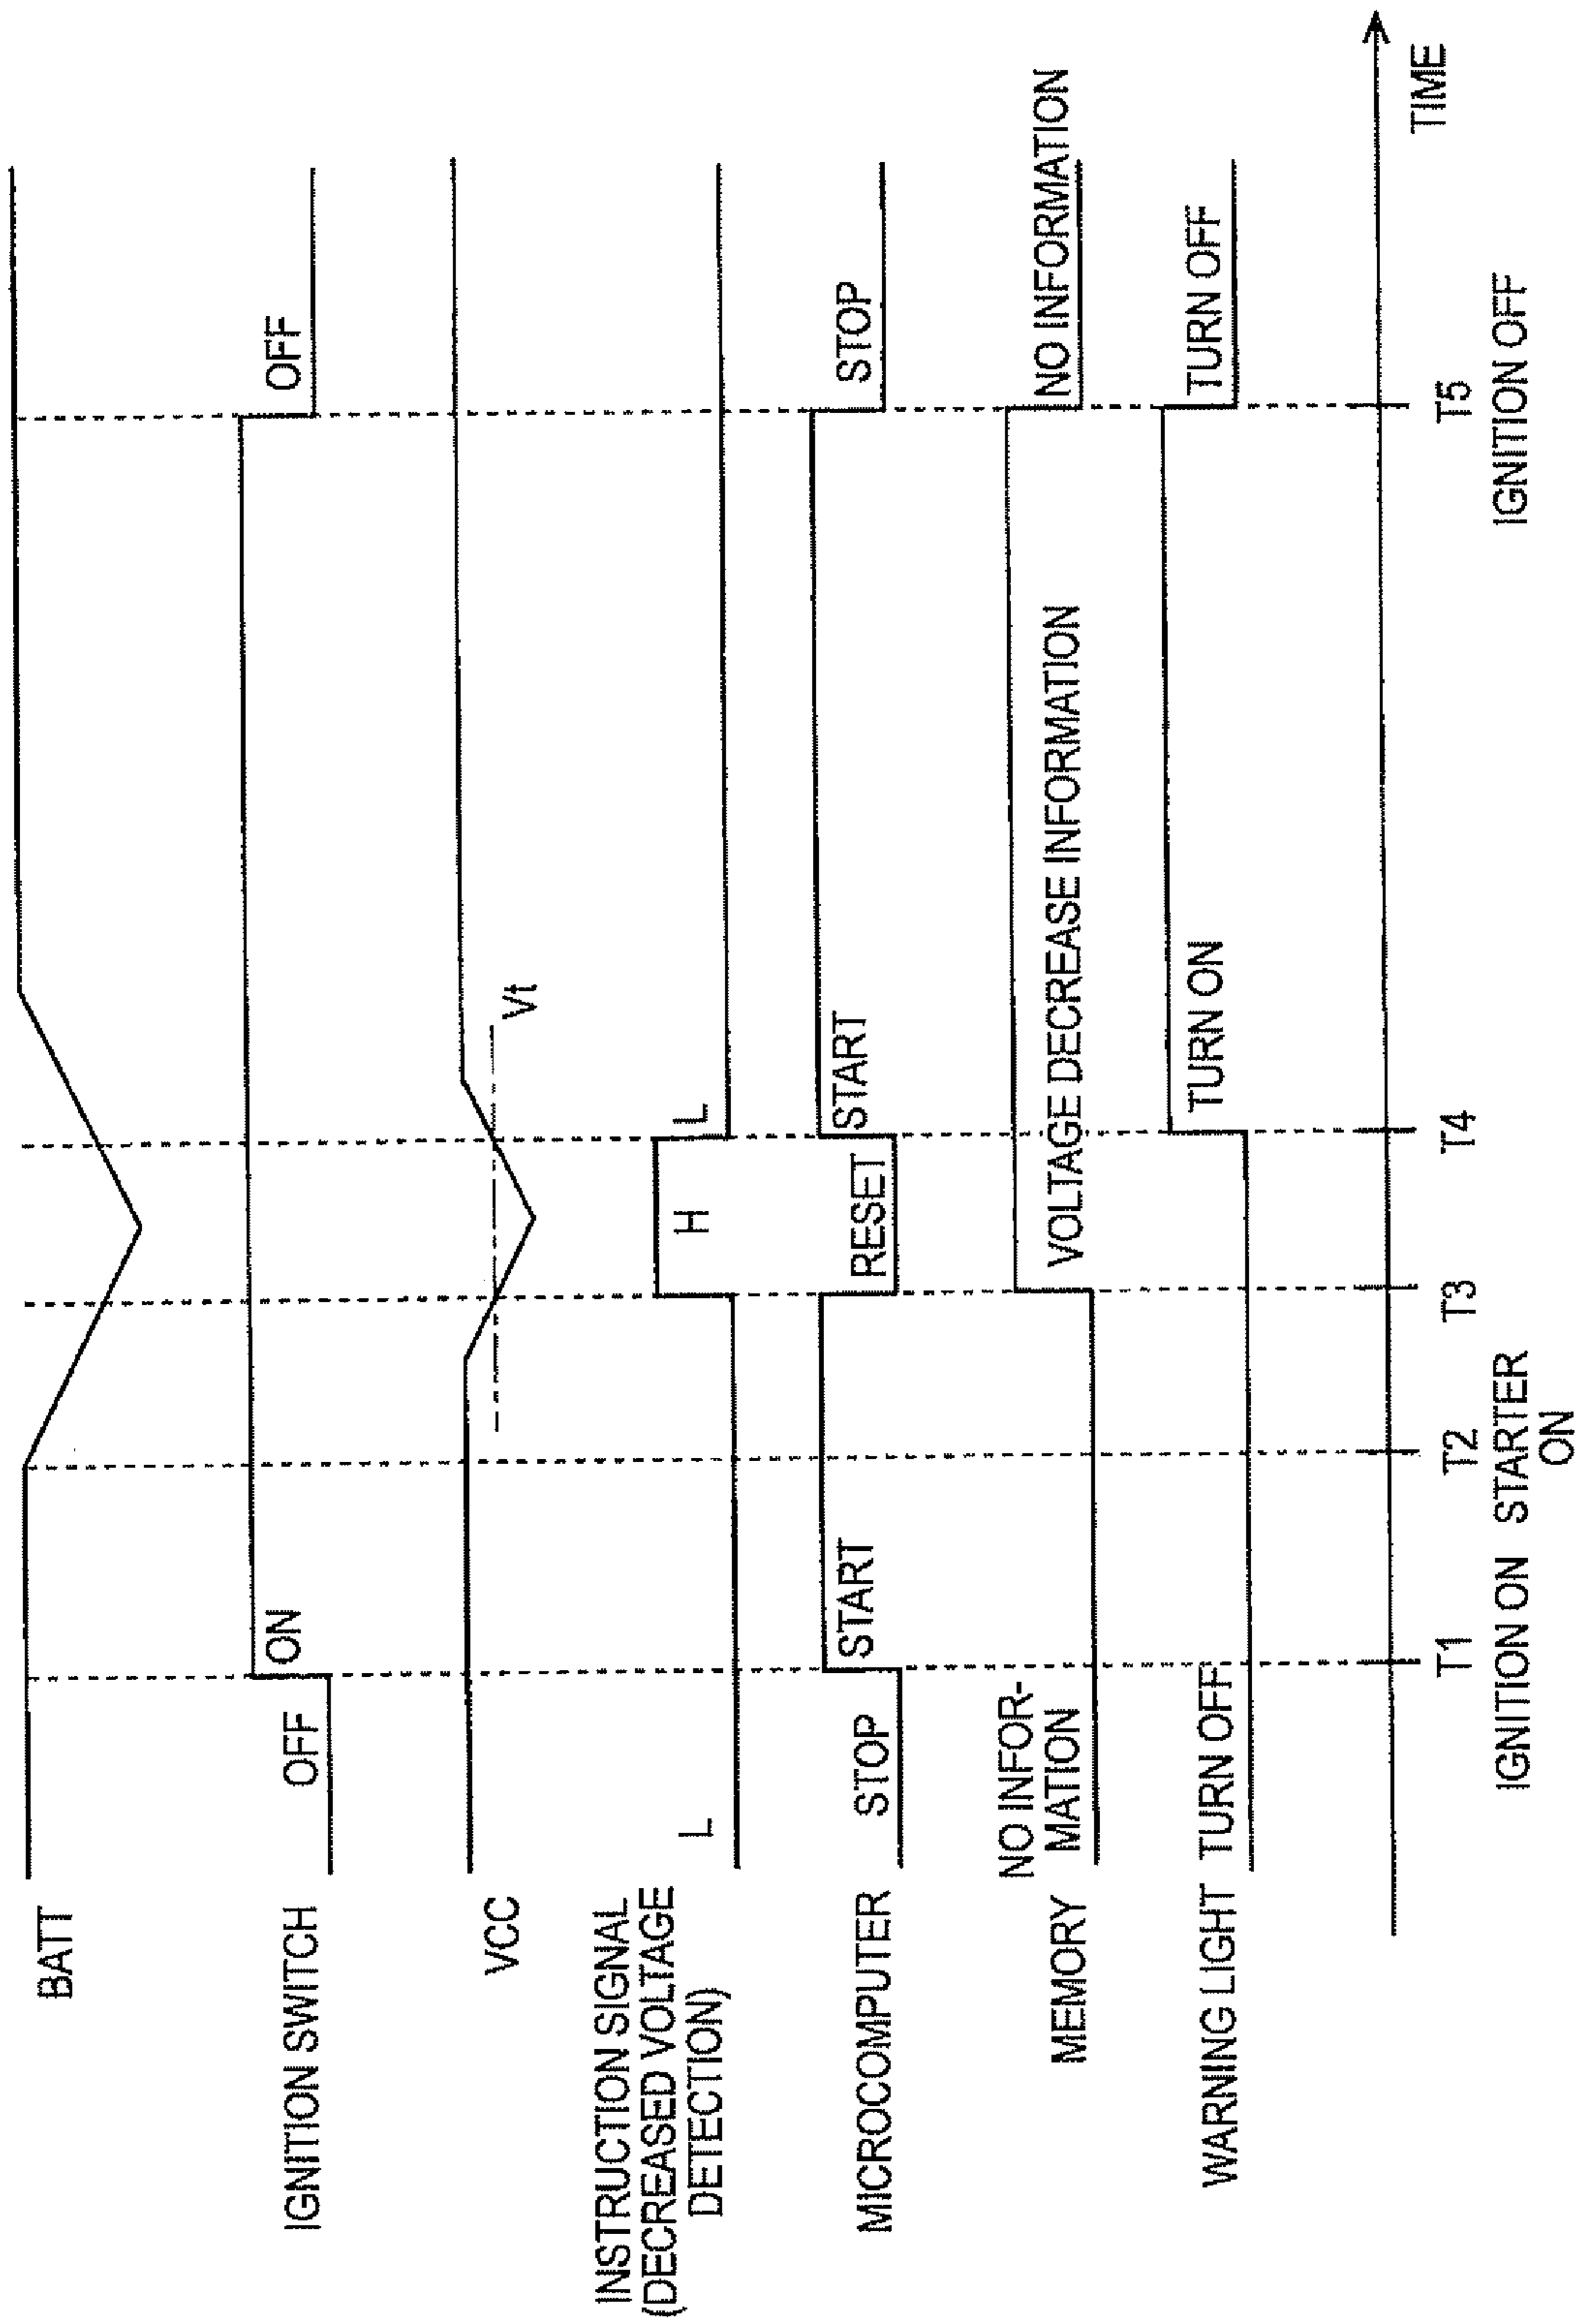 BATT
IGNITION SWITCH
OFF
ON
OFF
VCC
Vt
INSTRUCTION SIGNAL
(DECREASED VOLTAGE
DETECTION)
L
H
L
MICROCOMPUTER
STOP
START
RESET
START
STOP
MEMORY
NO INFOR-
MATION
VOLTAGE DECREASE INFORMATION
NO INFORMATION
WARNING LIGHT
TURN OFF
TURN ON
TURN OFF
TIME
T1
T2
T3
T4
T5
IGNITION ON
STARTER
ON
IGNITION OFF